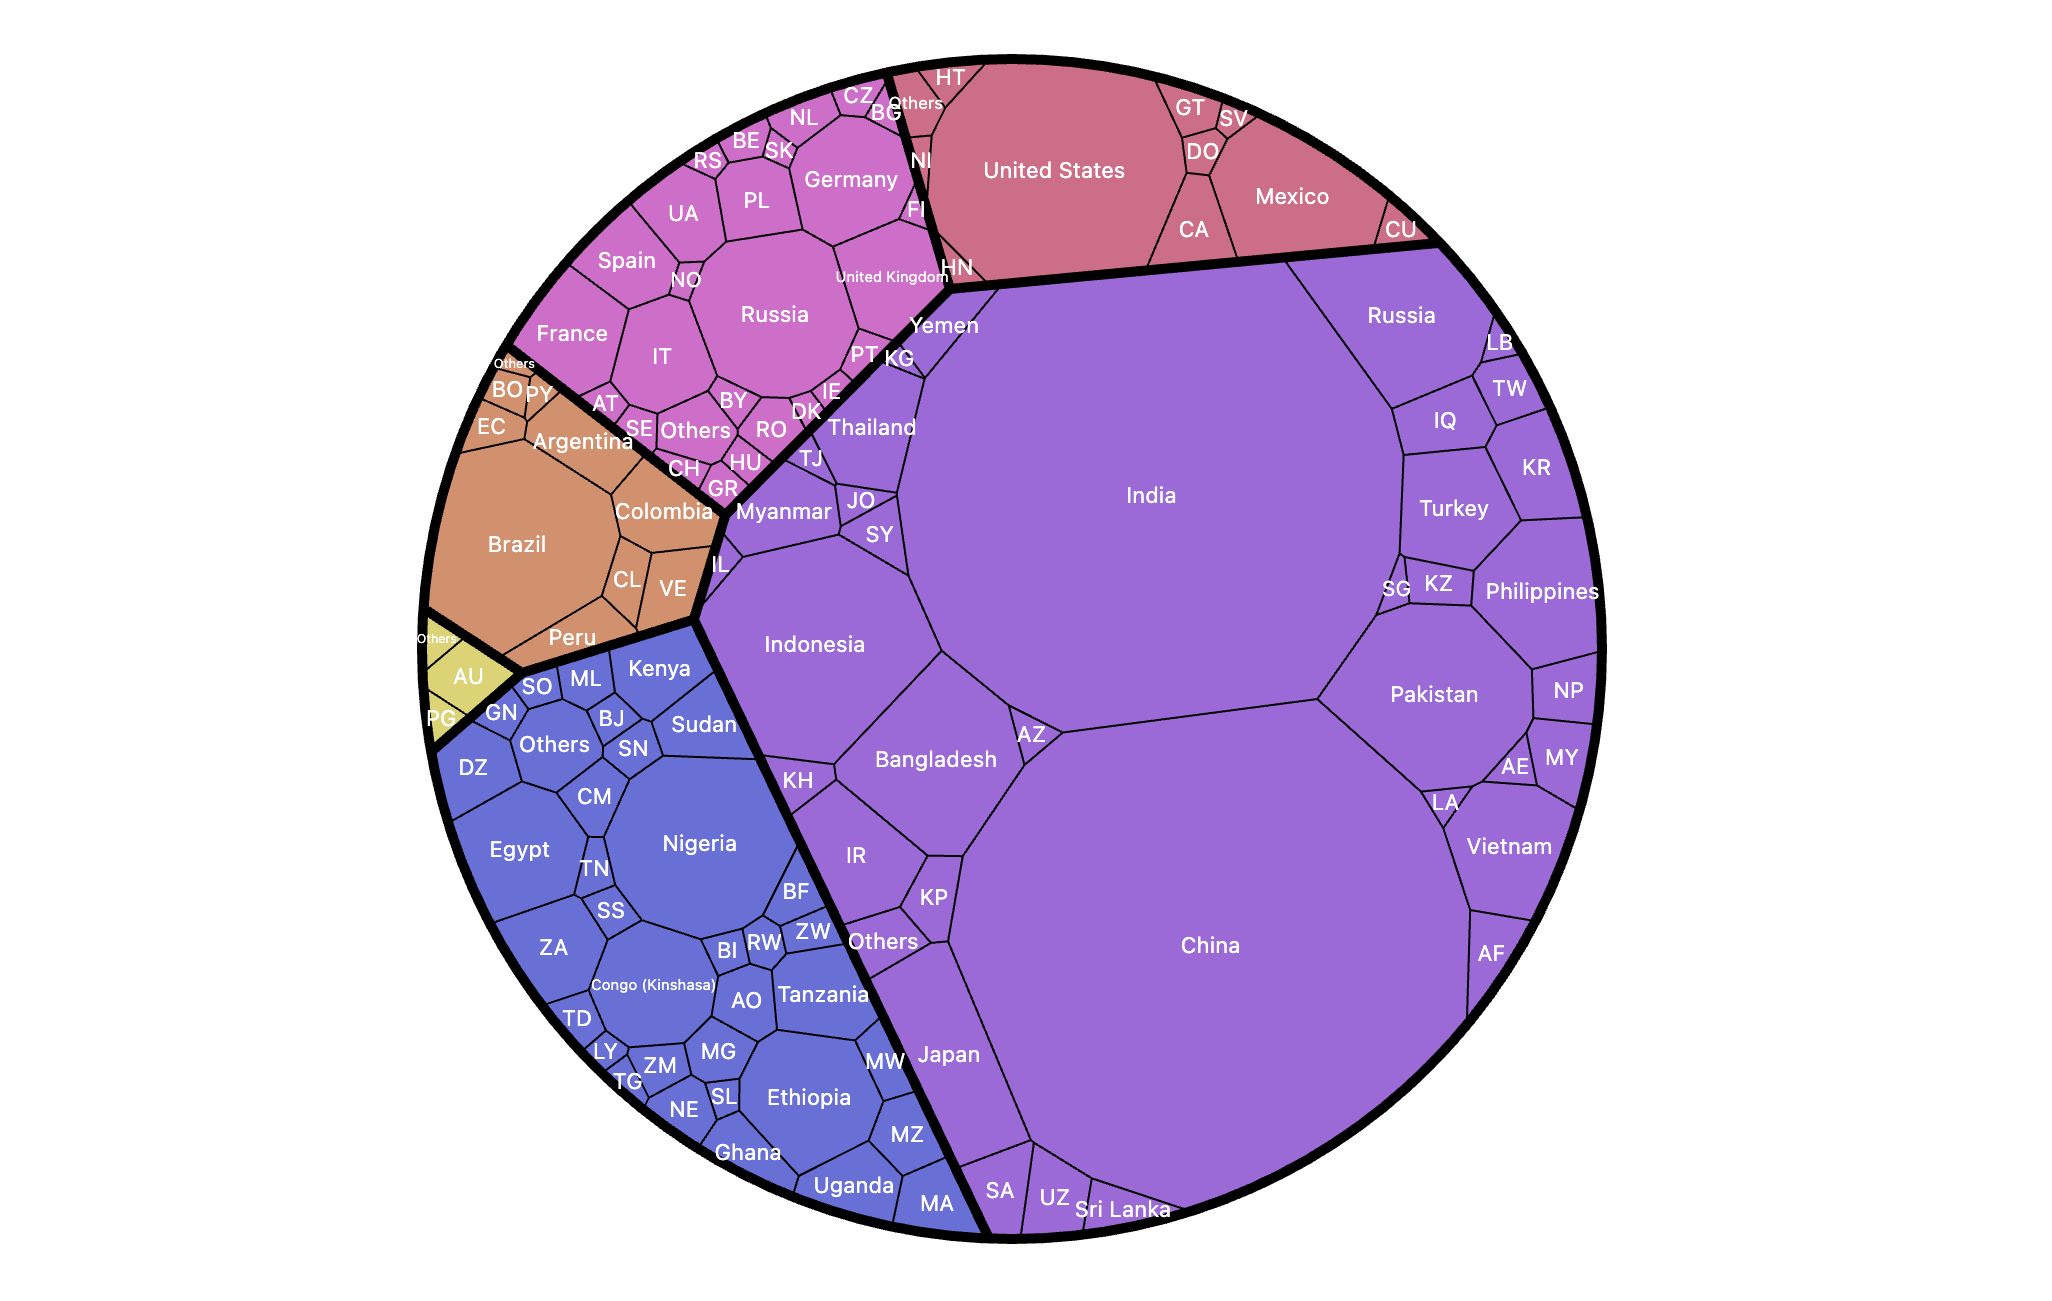 HT
Others
NI
United States
GT
SV
DO
CA
Mexico
CU
HN
CZ
BG
NL
BE
SK
RS
Germany
PL
UA
FI
Spain
NO
United Kingdom
Russia
France
IT
PT
AT
BY
IE
DK
SE
Others
RO
CH
HU
GR
Others
BO
PY
EC
Argentina
Colombia
Brazil
CL
VE
Peru
Others
AU
PG
Yemen
KG
Thailand
TJ
Myanmar
JO
SY
IL
India
Russia
LB
TW
IQ
KR
Turkey
SG
KZ
Philippines
Indonesia
Pakistan
NP
AZ
Bangladesh
AE
MY
KH
LA
Vietnam
IR
KP
Others
China
AF
Japan
SA
UZ
Sri Lanka
SO
ML
Kenya
GN
BJ
Sudan
Others
SN
DZ
CM
Egypt
Nigeria
TN
BF
SS
ZW
ZA
BI
RW
Congo (Kinshasa)
AO
Tanzania
TD
LY
MG
MW
ZM
TG
SL
Ethiopia
NE
MZ
Ghana
Uganda
MA